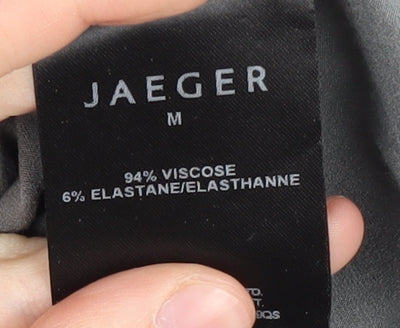 JAEGER
M
94% VISCOSE
6% ELASTANE/ELASTHANNE